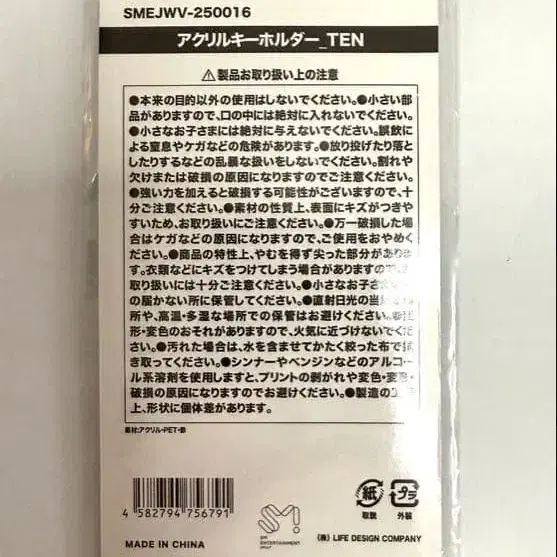 SMEJWV-250016
アクリルキーホルダー_TEN
⚠製品お取り扱い上の注意
●本来の目的以外の使用はしないでください。●小さい部
品がありますので、口の中には絶対に入れないでください。
●小さなお子さまには絶対に与えないでください。誤飲に
よる窒息やケガなどの危険があります。●放り投げたり落と
したりするなどの乱暴な扱いをしないでください。割れや
欠けまたは破損の原因になりますのでご注意ください。
●強い力を加えると破損する可能性がございますので、十
分ご注意ください。●素材の性質上、表面にキズがつきや
すいため、お取り扱いにご注意ください。●万一破損した場
合はケガなどの原因になりますので、ご使用をおやめく
ださい。●商品の特性上、やむを得ず尖った部分がありま
す。衣類などにキズをつけてしまう場合がありますので、
取り扱いには十分ご注意ください。●小さなお子さ
の届かない所に保管してください。●直射日光の当
所や、高温・多湿な場所での保管はお避けください。
形・変色のおそれがありますので、火気に近づけないでくだ
さい。●汚れた場合は、水を含ませてかたく絞った布で拭
き取ってください。●シンナーやベンジンなどのアルコー
ル系溶剤を使用しますと、プリントの剥がれや変色・変
破損の原因になりますのでお避けください。●製造の
上、形状に個体差があります。
素材:アクリル・PET・鉄
4 582794 756791
紙
取説
プラ
外装
SM
SM
ENTERTAINMENT
(株) LIFE DESIGN COMPANY
MADE IN CHINA